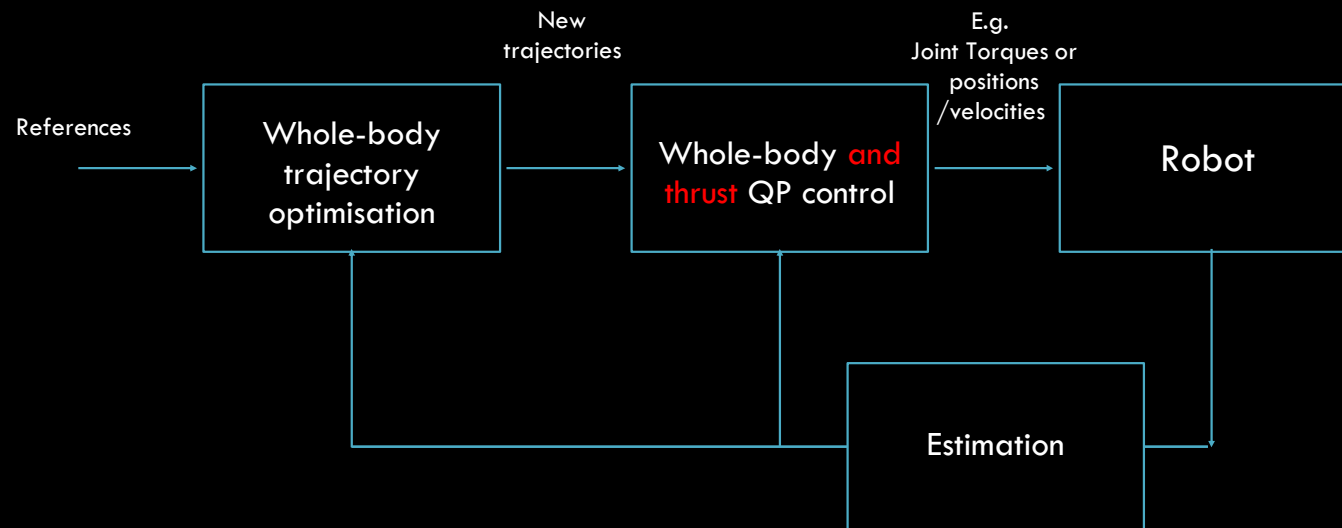 References
Whole-body
trajectory
optimisation
New
trajectories
Whole-body and
thrust QP control
E.g.
Joint Torques or
positions
/velocities
Robot
Estimation